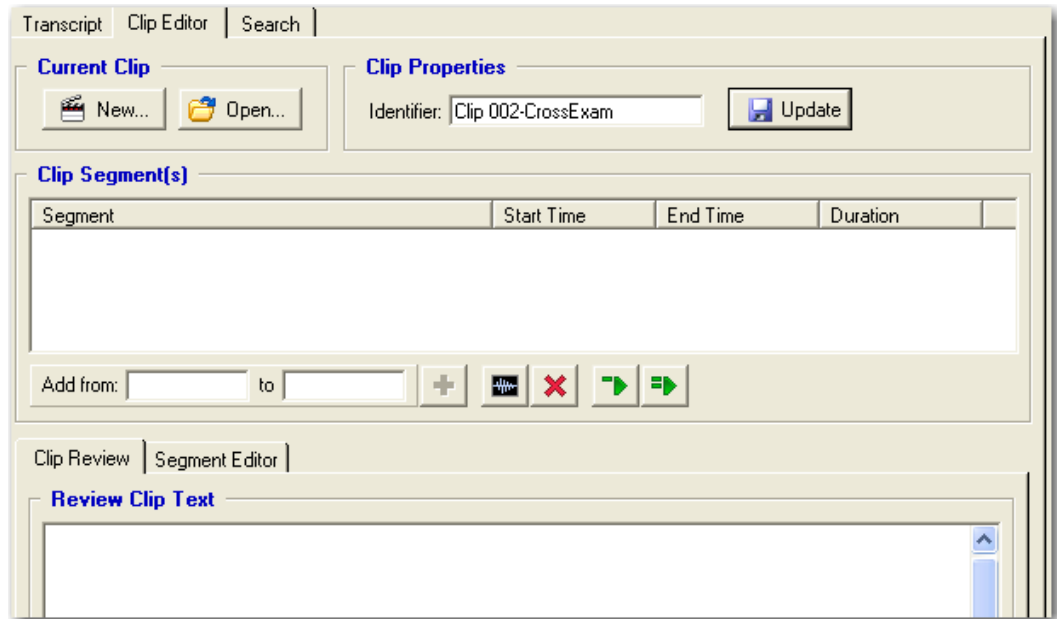 Transcript Clip Editor Search
Current Clip Clip Properties
New... Open... Identifier: Clip 002-CrossExam Update
Clip Segment(s)
Segment Start Time End Time Duration
Add from: to
Clip Review Segment Editor
Review Clip Text